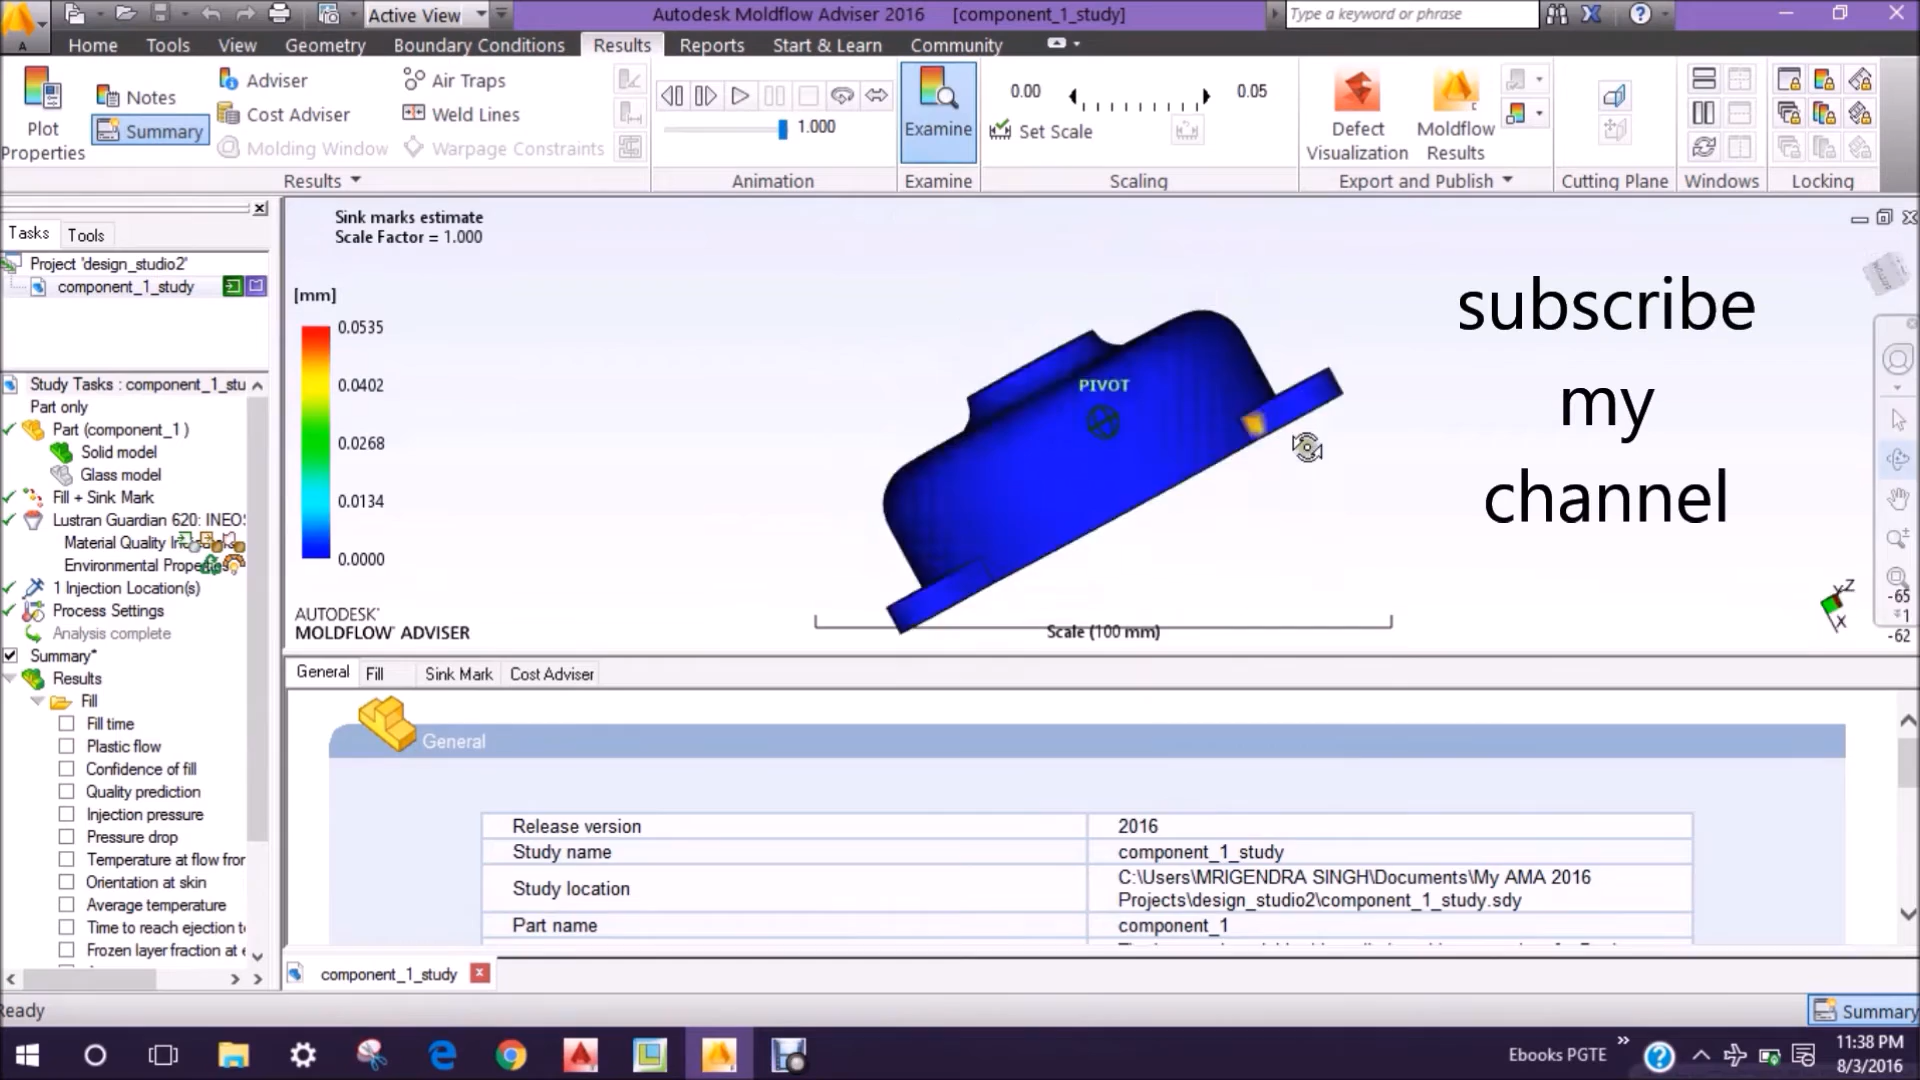 Active View
Autodesk Moldflow Adviser 2016 [component_1_study]
Type a keyword or phrase
Home Tools View Geometry Boundary Conditions Results Reports Start & Learn Community
Plot Properties
Notes
Summary
Adviser
Cost Adviser
Molding Window
Air Traps
Weld Lines
Warpage Constraints
Results
1.000
Animation
Examine
Examine
0.00 0.05
Set Scale
Scaling
Defect Visualization
Moldflow Results
Export and Publish
Cutting Plane
Windows
Locking
Tasks Tools
Project 'design_studio2'
component_1_study
Study Tasks : component_1_stu
Part only
Part (component_1 )
Solid model
Glass model
Fill + Sink Mark
Lustran Guardian 620: INEO
Material Quality
Environmental
1 Injection Location(s)
Process Settings
Analysis complete
Summary*
Results
Fill
Fill time
Plastic flow
Confidence of fill
Quality prediction
Injection pressure
Pressure drop
Temperature at flow fror
Orientation at skin
Average temperature
Time to reach ejection
Frozen layer fraction at
Sink marks estimate
Scale Factor = 1.000
[mm]
0.0535
0.0402
0.0268
0.0134
0.0000
AUTODESK
MOLDFLOW ADVISER
PIVOT
Scale (100 mm)
subscribe
my
channel
Z
X
-65
1
-62
General Fill Sink Mark Cost Adviser
General
Release version 2016
Study name component_1_study
Study location C:\Users\MRIGENDRA SINGH\Documents\My AMA 2016
Projects\design_studio2\component_1_study.sdy
Part name component_1
component_1_study
Ready
Summary
Ebooks PGTE
11:38 PM
8/3/2016